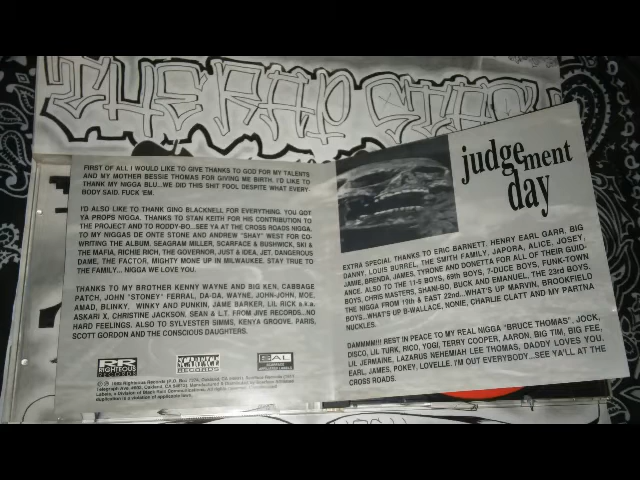 THE RAP STAR
FIRST OF ALL I WOULD LIKE TO GIVE THANKS TO GOD FOR MY TALENTS
AND MY MOTHER BESSIE THOMAS FOR GIVING ME BIRTH. I'D LIKE TO
THANK MY NIGGA BLU...WE DID THIS SHIT FOOL DESPITE WHAT EVERY-
BODY SAID. FUCK 'EM.
I'D ALSO LIKE TO THANK GINO BLACKNELL FOR EVERYTHING. YOU GOT
YA PROPS NIGGA. THANKS TO STAN KEITH FOR HIS CONTRIBUTION TO
THE PROJECT AND TO RODDY-BO...SEE YA AT THE CROSS ROADS NIGGA.
TO MY NIGGAS DE ONTE STONE AND ANDREW "SHAY" WEST FOR CO-
WRITING THE ALBUM. SEAGRAM MILLER, SCARFACE & BUSHWICK, SKI &
THE MAFIA, RICHIE RICH, THE GOVERNOR, JUST & IDEA, JET, DANGEROUS
DAME, THE FACTOR, MIGHTY MONE UP IN MILWAUKEE. STAY TRUE TO
THE FAMILY... NIGGA WE LOVE YOU.
THANKS TO MY BROTHER KENNY WAYNE AND BIG KEN, CABBAGE
PATCH, JOHN "STONEY" FERRAL, DA-DA, WAYNE, JOHN-JOHN, MOE,
AMAD, BLINKY, WINKY AND PUNKIN, JAMIE BARKER, LIL RICK a.k.a.
ASKARI X, CHRISTINE JACKSON, SEAN & L.T. FROM JIVE RECORDS...NO
HARD FEELINGS. ALSO TO SYLVESTER SIMMS, KENYA GROOVE, PARIS,
SCOTT GORDON AND THE CONSCIOUS DAUGHTERS.
RR
RIGHTEOUS
RECORDS
SCARFACE
RECORDS
SAL
judgement
day
EXTRA SPECIAL THANKS TO ERIC BARNETT, HENRY EARL GARR, BIG
DANNY, LOUIS BURREL, THE SMITH FAMILY, JAPORA, ALICE, JOSEY,
JAMIE, BRENDA, JAMES, TYRONE AND DONETTA FOR ALL OF THEIR GUID-
ANCE. ALSO TO THE 11-5 BOYS, 69th BOYS, 7-DUCE BOYS, FUNK-TOWN
BOYS, CHRIS MASTERS, SHAN-BO, BUCK AND EMANUEL, THE 23rd BOYS.
THE NIGGA FROM 19th & EAST 22nd...WHAT'S UP MARVIN, BROOKFIELD
BOYS..WHAT'S UP B-WALLACE, NONIE, CHARLIE CLATT AND MY PARTNA
NUCKLES.
DAMMMM!!! REST IN PEACE TO MY REAL NIGGA "BRUCE THOMAS". JOCK,
DISCO, LIL TURK, RICO, YOGI, TERRY COOPER, AARON, BIG TIM, BIG FEE,
LIL JERMAINE, LAZARUS NEHEMIAH LEE THOMAS, DADDY LOVES YOU.
EARL JAMES, POKEY, LOVELLE. I'M OUT EVERYBODY...SEE YA'LL AT THE
CROSS ROADS.